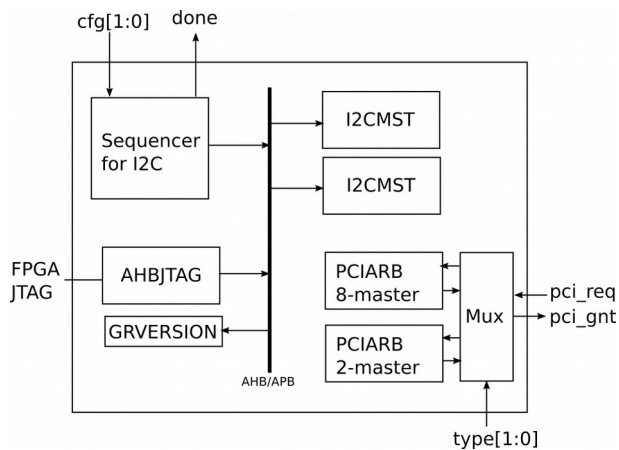 cfg[1:0]
done
Sequencer
for I2C
I2CMST
I2CMST
FPGA
JTAG
AHBJTAG
GRVERSION
AHB/APB
PCIARB
8-master
PCIARB
2-master
Mux
pci_req
pci_gnt
type[1:0]